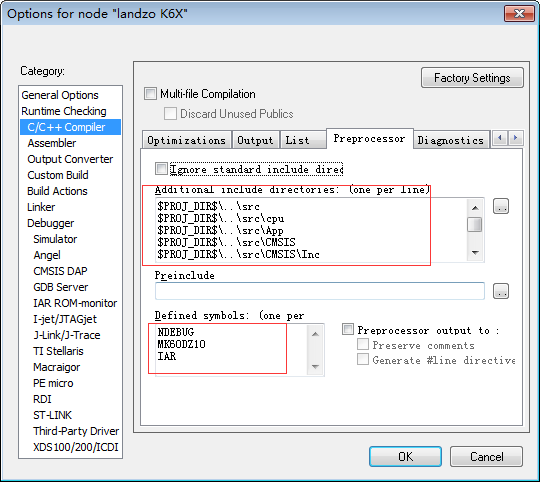 Options for node "landzo K6X"
Category:
Factory Settings
General Options
Runtime Checking
C/C++ Compiler
Assembler
Output Converter
Custom Build
Build Actions
Linker
Debugger
Simulator
Angel
CMSIS DAP
GDB Server
IAR ROM-monitor
I-jet/JTAGjet
J-Link/J-Trace
TI Stellaris
Macraigor
PE micro
RDI
ST-LINK
Third-Party Driver
XDS100/200/ICDI
Multi-file Compilation
Discard Unused Publics
Optimizations
Output
List
Preprocessor
Diagnostics
Ignore standard include direc
Additional include directories: (one per line)
$PROJ_DIR$\..\src
$PROJ_DIR$\..\src\cpu
$PROJ_DIR$\..\src\App
$PROJ_DIR$\..\src\CMSIS
$PROJ_DIR$\..\src\CMSIS\Inc
...
Preinclude
...
Defined symbols: (one per
NDEBUG
MK60DZ10
IAR
Preprocessor output to :
Preserve comments
Generate #line directive
OK
Cancel